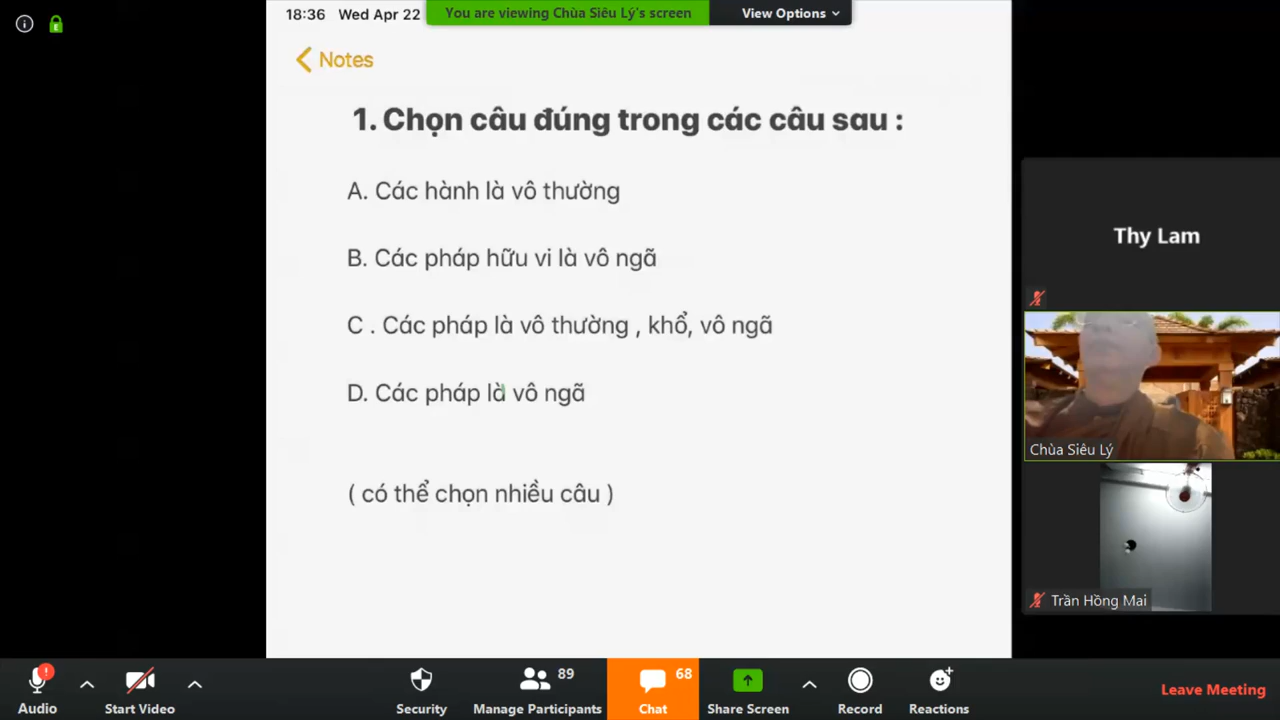 18:36 Wed Apr 22
You are viewing Chùa Siêu Lý's screen
View Options
Notes
1. Chọn câu đúng trong các câu sau :
A. Các hành là vô thường
B. Các pháp hữu vi là vô ngã
C . Các pháp là vô thường , khổ, vô ngã
D. Các pháp là vô ngã
( có thể chọn nhiều câu )
Thy Lam
Chùa Siêu Lý
Trần Hồng Mai
Audio
Start Video
Security
Manage Participants 89
Chat 68
Share Screen
Record
Reactions
Leave Meeting